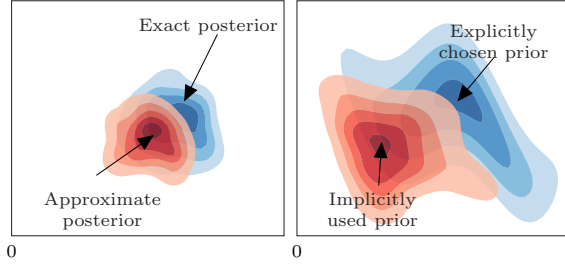 Exact posterior
Approximate
posterior
0
Explicitly
chosen prior
Implicitly
used prior
0